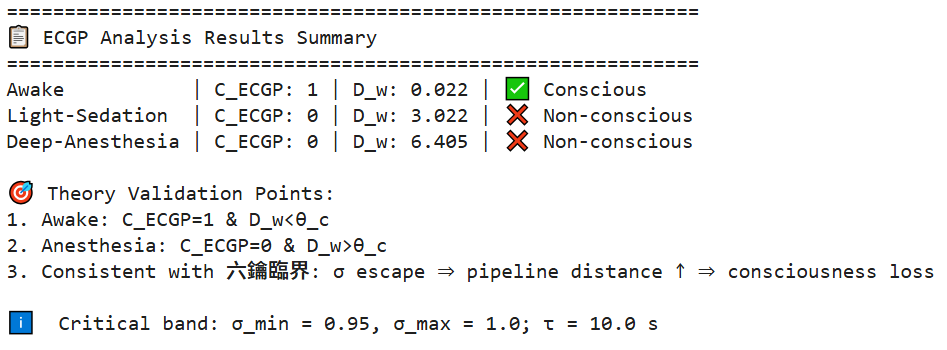 ============================================================
📋 ECGP Analysis Results Summary
============================================================
Awake           | C_ECGP: 1 | D_w: 0.022 | ✅ Conscious
Light-Sedation  | C_ECGP: 0 | D_w: 3.022 | ❌ Non-conscious
Deep-Anesthesia | C_ECGP: 0 | D_w: 6.405 | ❌ Non-conscious
🎯 Theory Validation Points:
1. Awake: C_ECGP=1 & D_w<θ_c
2. Anesthesia: C_ECGP=0 & D_w>θ_c
3. Consistent with 六鑰臨界: σ escape ⇒ pipeline distance ↑ ⇒ consciousness loss
ℹ️  Critical band: σ_min = 0.95, σ_max = 1.0; τ = 10.0 s